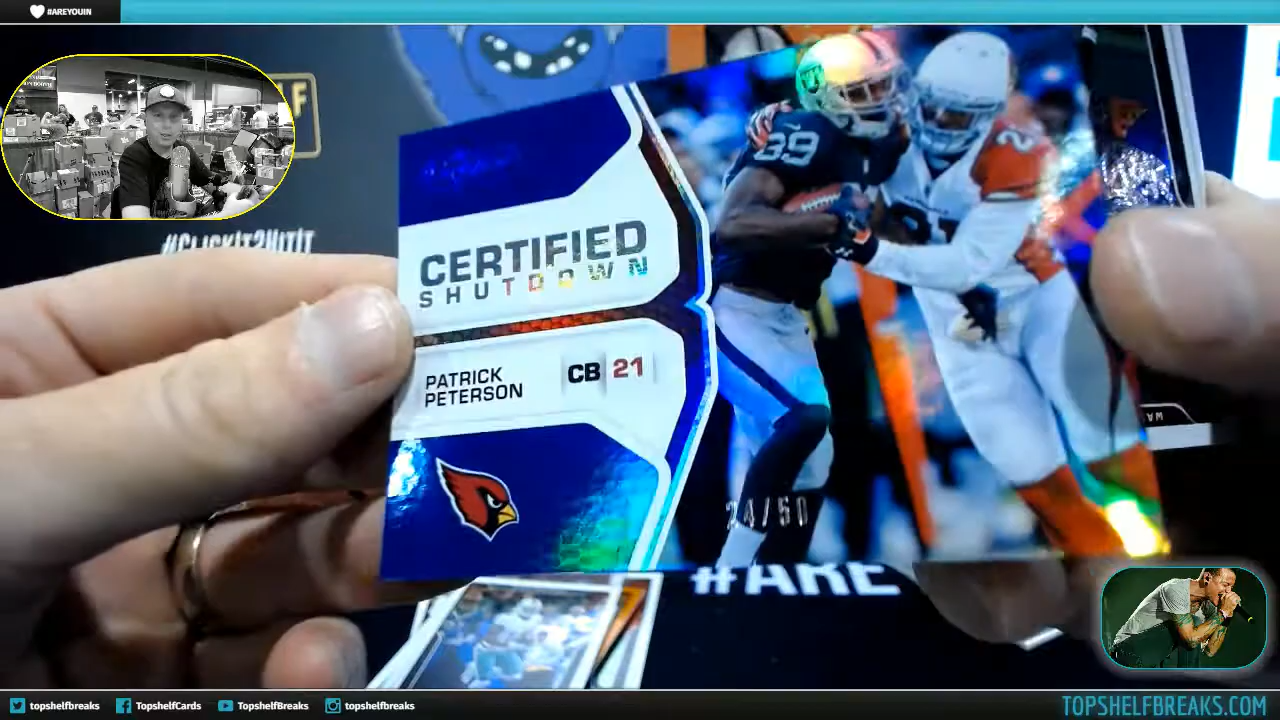 #AREYOUIN
#CLICKIT2HITIT
CERTIFIED
SHUTDOWN
PATRICK
PETERSON
CB 21
89
24/50
#ARE
topshelfbreaks
TopshelfCards
TopshelfBreaks
topshelfbreaks
TOPSHELFBREAKS.COM